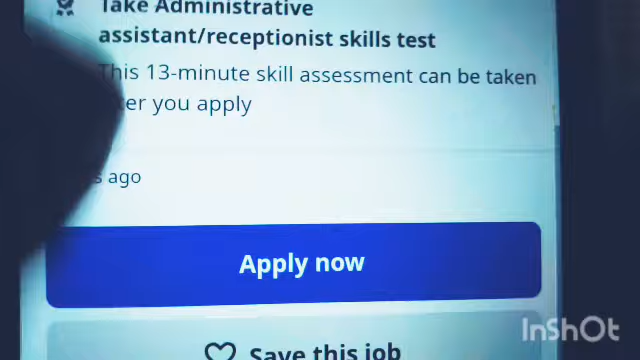 Take Administrative
assistant/receptionist skills test
This 13-minute skill assessment can be taken
you apply
ago
Apply now
Save this job
InShOt